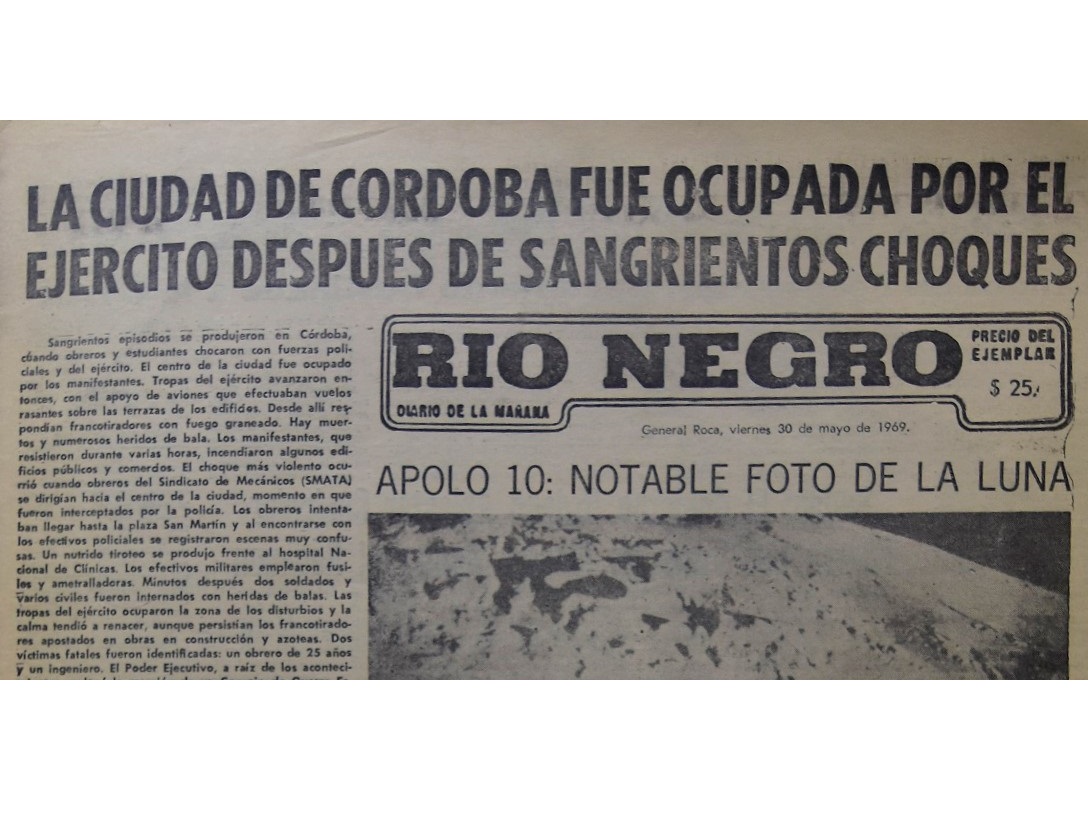 LA CIUDAD DE CORDOBA FUE OCUPADA POR EL
EJERCITO DESPUES DE SANGRIENTOS CHOQUES
Sangrientos episodios se produjeron en Córdoba,
cuando obreros y estudiantes chocaron con fuerzas poli-
ciales y del ejército. El centro de la ciudad fue ocupado
por los manifestantes. Tropas del ejército avanzaron en-
tonces, con el apoyo de aviones que efectuaban vuelos
rasantes sobre las terrazas de los edificios. Desde allí res-
pondían francotiradores con fuego graneado. Hay muer-
tos y numerosos heridos de bala. Los manifestantes, que
resistieron durante varias horas, incendiaron algunos edi-
ficios públicos y comercios. El choque más violento ocu-
rrió cuando obreros del Sindicato de Mecánicos (SMATA)
se dirigían hacia el centro de la ciudad, momento en que
fueron interceptados por la policía. Los obreros intenta-
ban llegar hasta la plaza San Martín y al encontrarse con
los efectivos policiales se registraron escenas muy confu-
sas. Un nutrido tiroteo se produjo frente al hospital Na-
cional de Clínicas. Los efectivos militares emplearon fusi-
les y ametralladoras. Minutos después dos soldados y
varios civiles fueron internados con heridas de balas. Las
tropas del ejército ocuparon la zona de los disturbios y la
calma tendió a renacer, aunque persistían los francotirado-
res apostados en obras en construcción y azoteas. Dos
víctimas fatales fueron identificadas: un obrero de 25 años
y un ingeniero. El Poder Ejecutivo, a raíz de los aconteci-
RIO NEGRO
DIARIO DE LA MAÑANA
PRECIO DEL
EJEMPLAR
$ 25.
General Roca, viernes 30 de mayo de 1969.
APOLO 10: NOTABLE FOTO DE LA LUNA